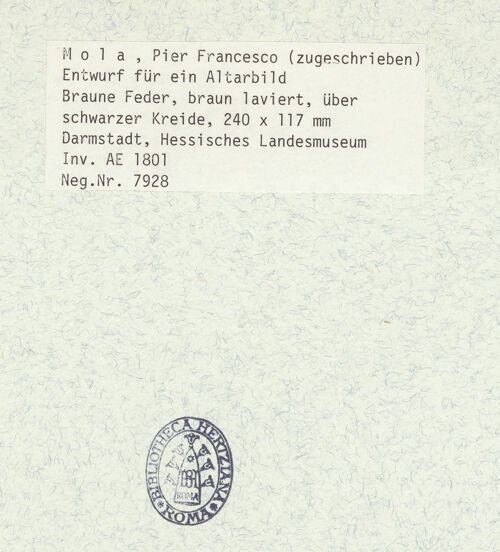 M o l a , Pier Francesco (zugeschrieben)
Entwurf für ein Altarbild
Braune Feder, braun laviert, über
schwarzer Kreide, 240 x 117 mm
Darmstadt, Hessisches Landesmuseum
Inv. AE 1801
Neg.Nr. 7928
BIBLIOTHECA HERTZIANA
ROMA
ROMA